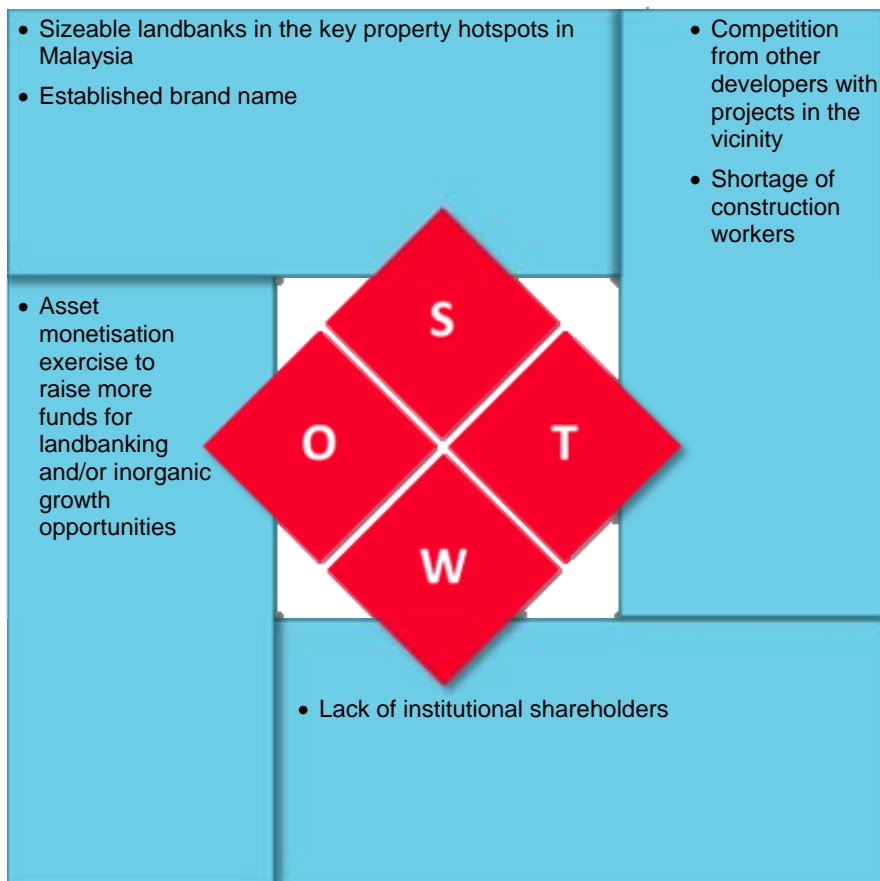 • Sizeable landbanks in the key property hotspots in
Malaysia
• Established brand name
• Competition
from other
developers with
projects in the
vicinity
• Shortage of
construction
workers
• Asset
monetisation
exercise to
raise more
funds for
landbanking
and/or inorganic
growth
opportunities
S
O
T
W
• Lack of institutional shareholders